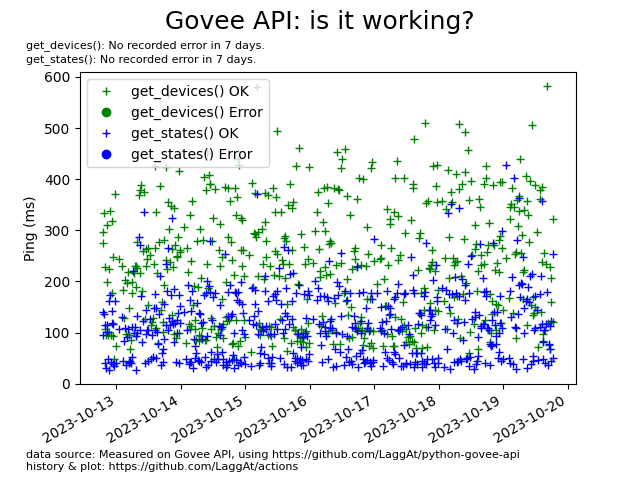 Govee API: is it working?
get_devices(): No recorded error in 7 days.
get_states(): No recorded error in 7 days.
600
500
400
300
200
100
0
Ping (ms)
get_devices() OK
get_devices() Error
get_states() OK
get_states() Error
2023-10-13
2023-10-14
2023-10-15
2023-10-16
2023-10-17
2023-10-18
2023-10-19
2023-10-20
data source: Measured on Govee API, using https://github.com/LaggAt/python-govee-api
history & plot: https://github.com/LaggAt/actions